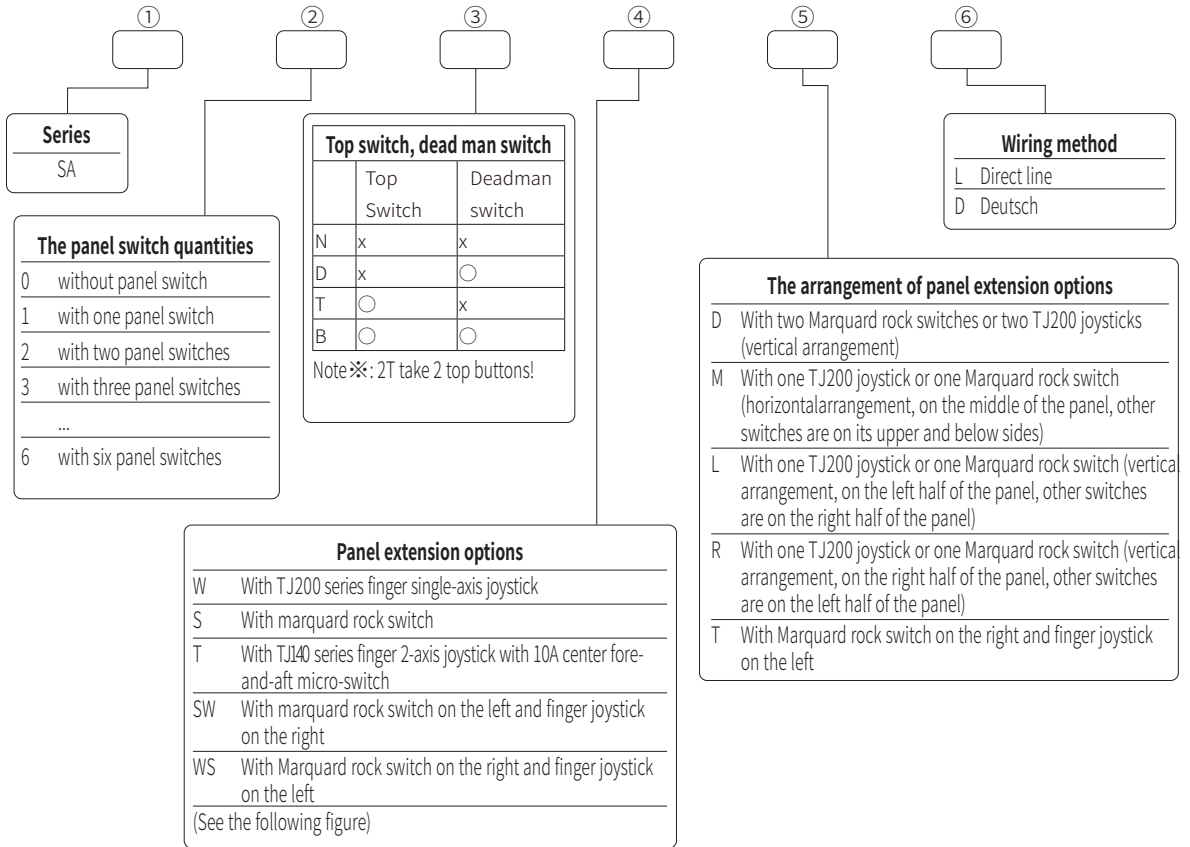 ① ② ③ ④ ⑤ ⑥
Series
SA
The panel switch quantities
0 without panel switch
1 with one panel switch
2 with two panel switches
3 with three panel switches
...
6 with six panel switches
Top switch, dead man switch
Top Deadman
Switch switch
N x x
D x ○
T ○ x
B ○ ○
Note※: 2T take 2 top buttons!
Panel extension options
W With TJ200 series finger single-axis joystick
S With marquard rock switch
T With TJ140 series finger 2-axis joystick with 10A center fore-
and-aft micro-switch
SW With marquard rock switch on the left and finger joystick
on the right
WS With Marquard rock switch on the right and finger joystick
on the left
(See the following figure)
The arrangement of panel extension options
D With two Marquard rock switches or two TJ200 joysticks
(vertical arrangement)
M With one TJ200 joystick or one Marquard rock switch
(horizontalarrangement, on the middle of the panel, other
switches are on its upper and below sides)
L With one TJ200 joystick or one Marquard rock switch (vertical
arrangement, on the left half of the panel, other switches
are on the right half of the panel)
R With one TJ200 joystick or one Marquard rock switch (vertical
arrangement, on the right half of the panel, other switches
are on the left half of the panel)
T With Marquard rock switch on the right and finger joystick
on the left
Wiring method
L Direct line
D Deutsch